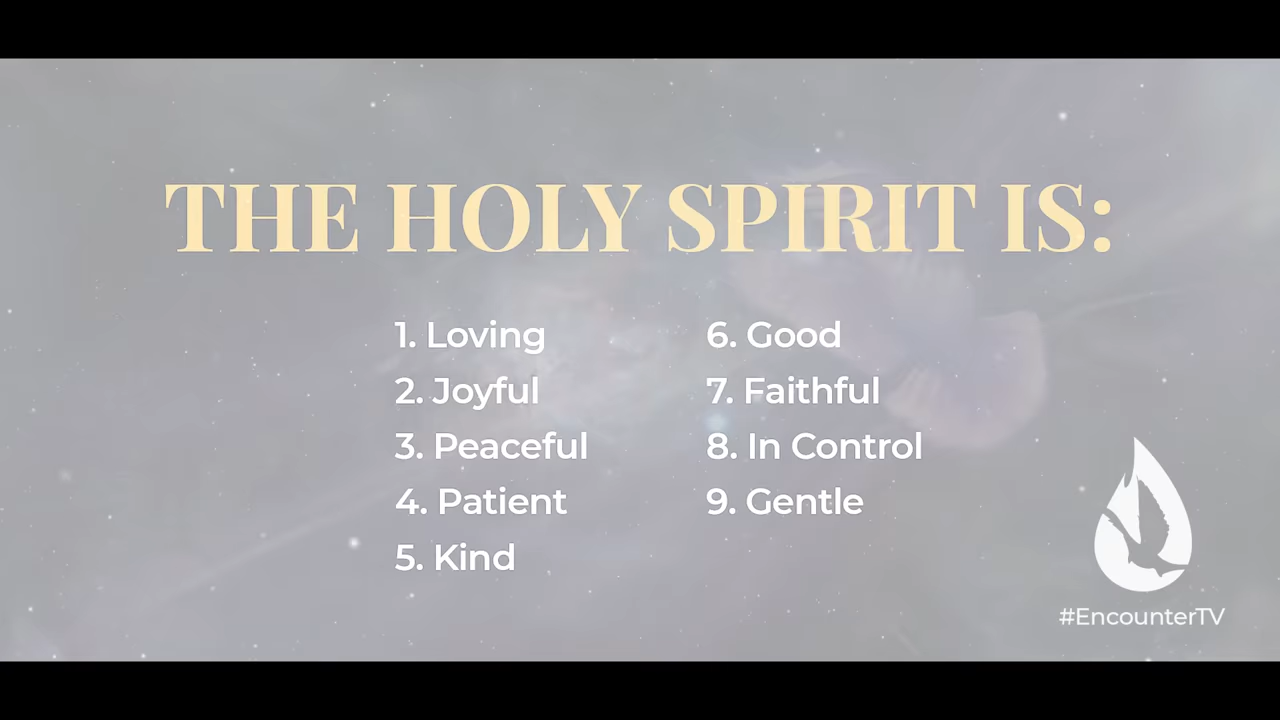 THE HOLY SPIRIT IS:
1. Loving
2. Joyful
3. Peaceful
4. Patient
5. Kind
6. Good
7. Faithful
8. In Control
9. Gentle
#EncounterTV